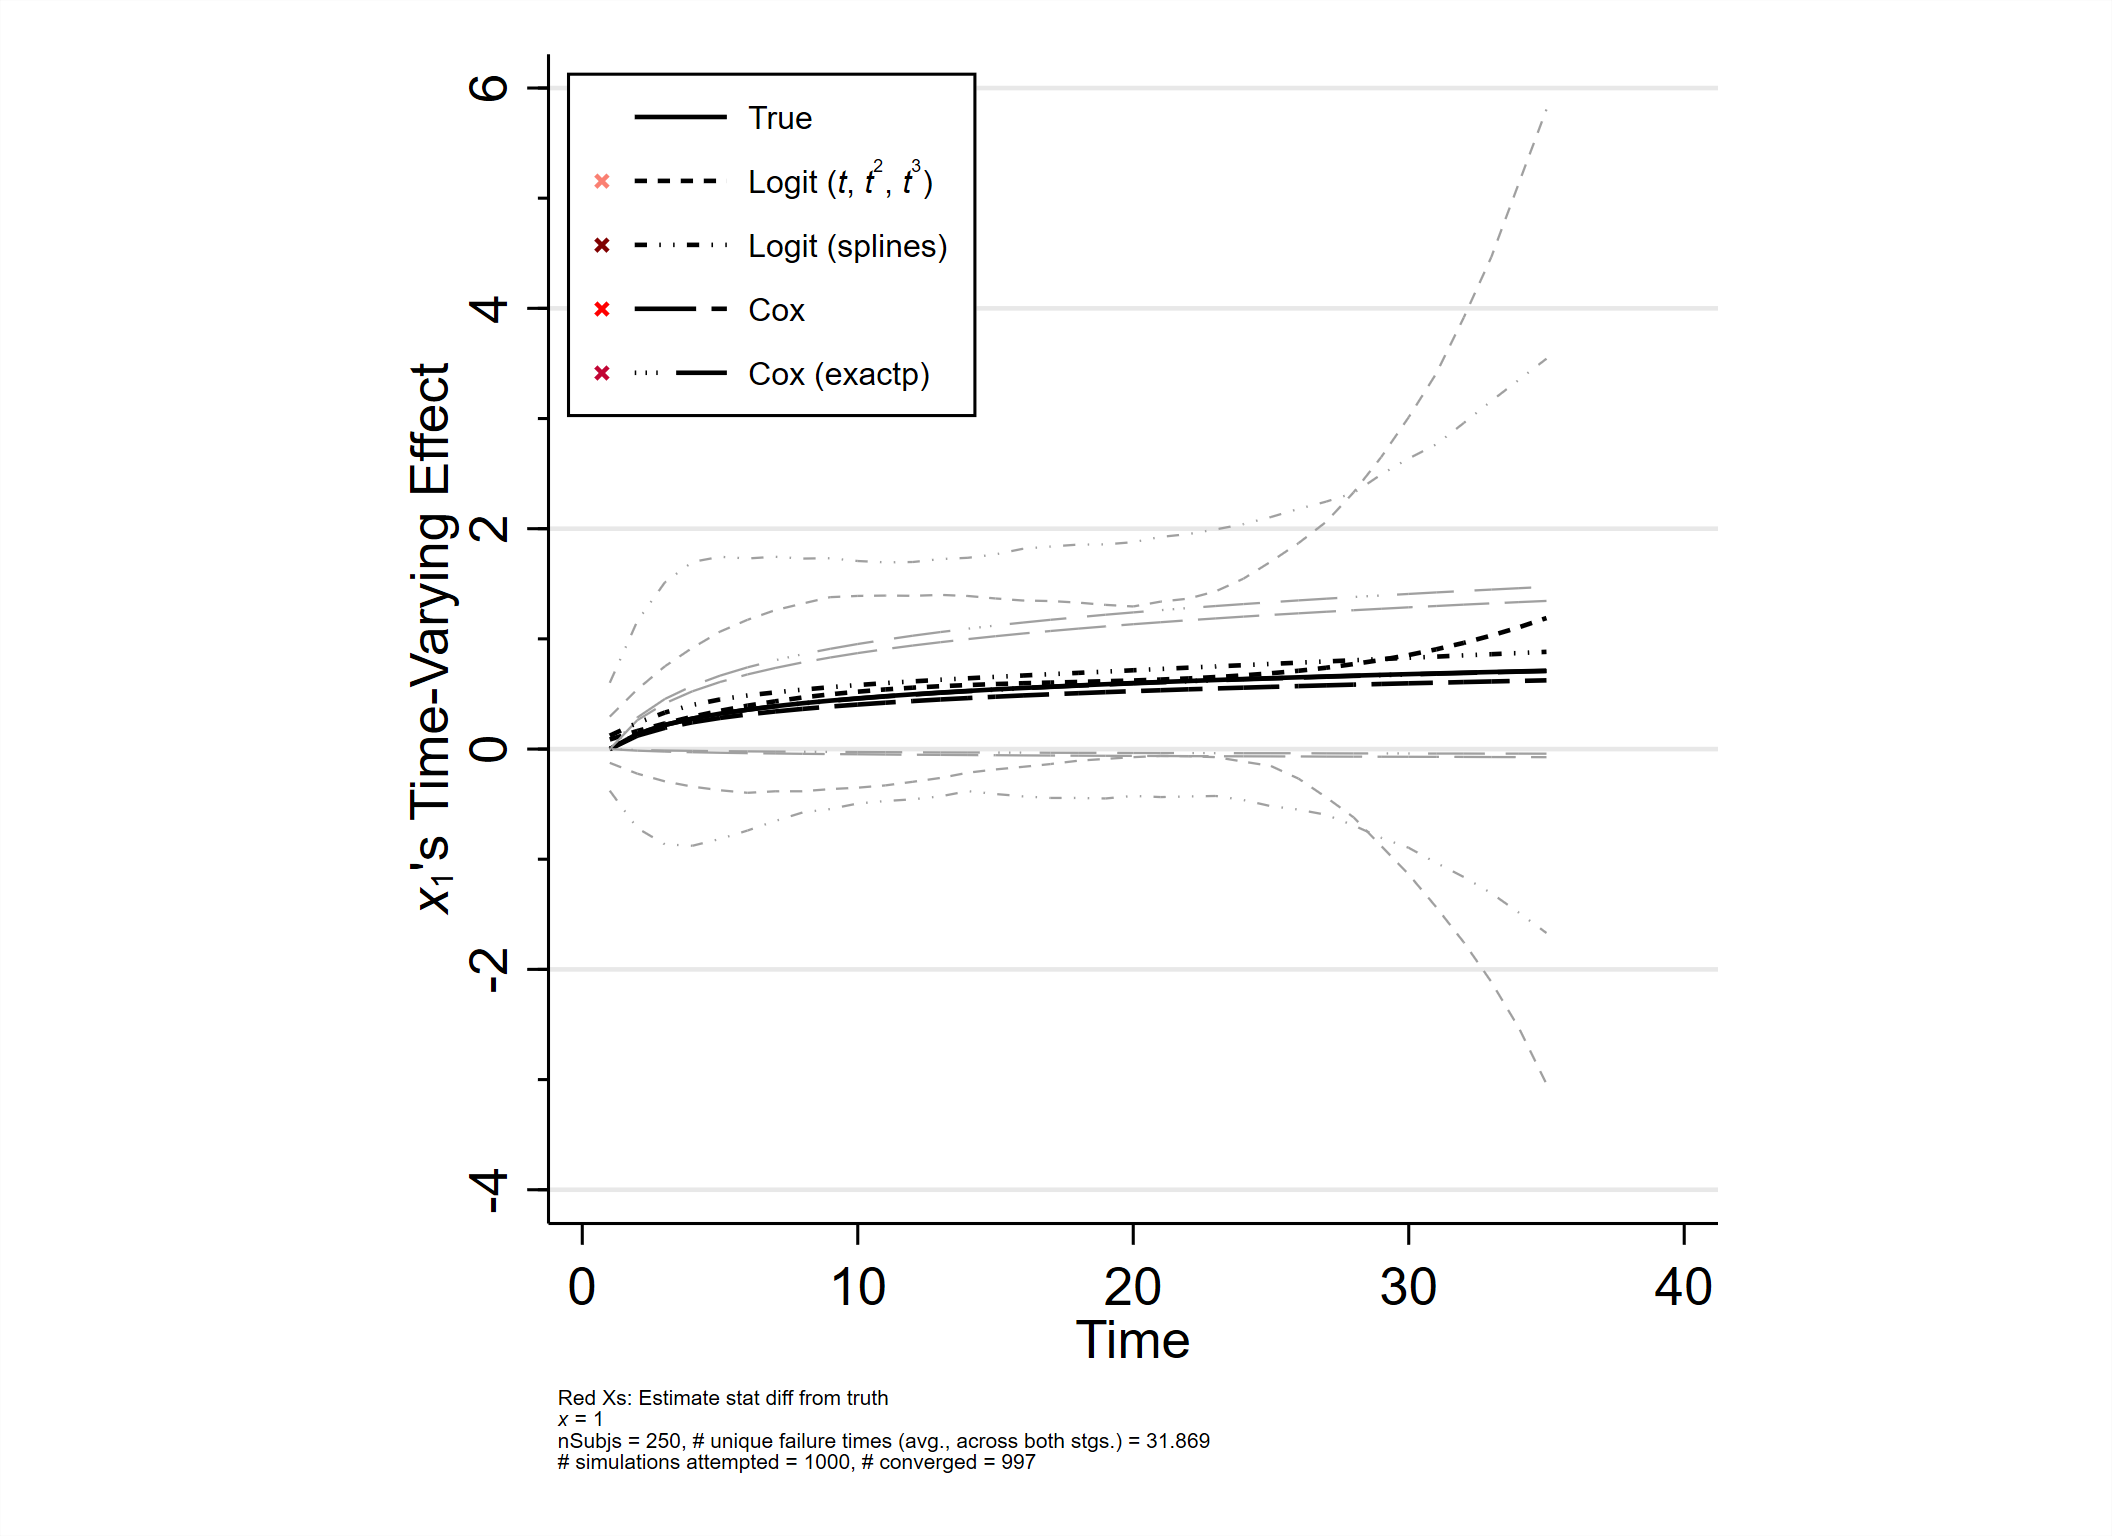 6
4
2
0
-2
-4
x₁'s Time-Varying Effect
True
Logit (t, t², t³)
Logit (splines)
Cox
Cox (exactp)
0 10 20 30 40
Time
Red Xs: Estimate stat diff from truth
x = 1
nSubjs = 250, # unique failure times (avg., across both stgs.) = 31.869
# simulations attempted = 1000, # converged = 997